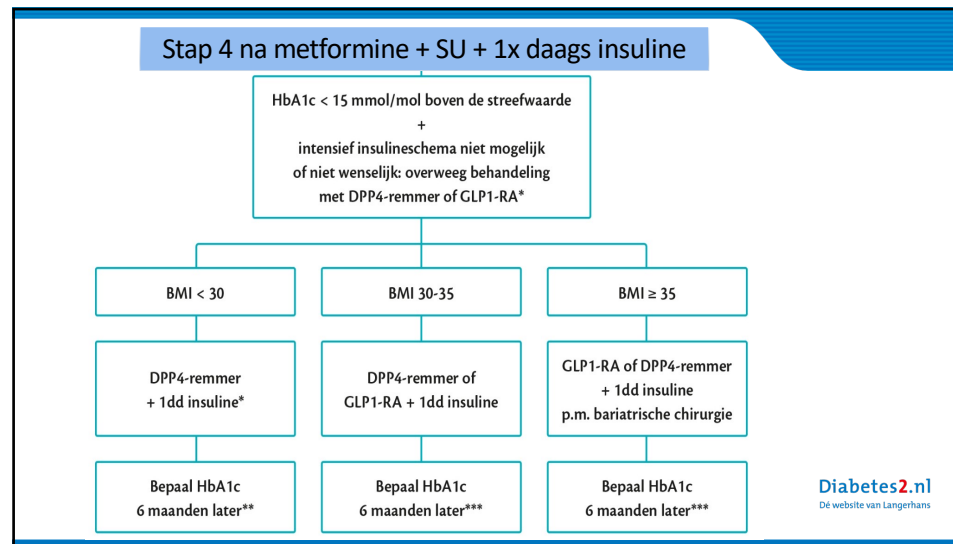 Stap 4 na metformine + SU + 1x daags insuline
HbA1c < 15 mmol/mol boven de streefwaarde
+
intensief insulineschema niet mogelijk
of niet wenselijk: overweeg behandeling
met DPP4-remmer of GLP1-RA*
BMI < 30
BMI 30-35
BMI ≥ 35
DPP4-remmer
+ 1dd insuline*
DPP4-remmer of
GLP1-RA + 1dd insuline
GLP1-RA of DPP4-remmer
+ 1dd insuline
p.m. bariatrische chirurgie
Bepaal HbA1c
6 maanden later**
Bepaal HbA1c
6 maanden later***
Bepaal HbA1c
6 maanden later***
Diabetes2.nl
Dé website van Langerhans